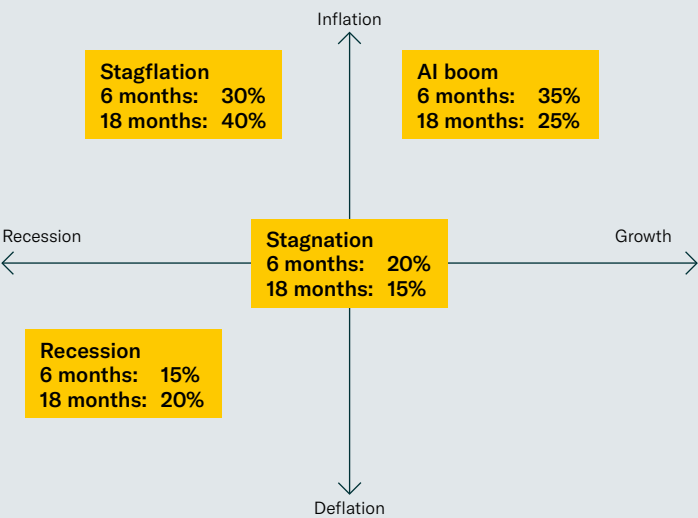 Inflation
Stagflation
6 months: 30%
18 months: 40%
AI boom
6 months: 35%
18 months: 25%
Recession
Growth
Stagnation
6 months: 20%
18 months: 15%
Recession
6 months: 15%
18 months: 20%
Deflation